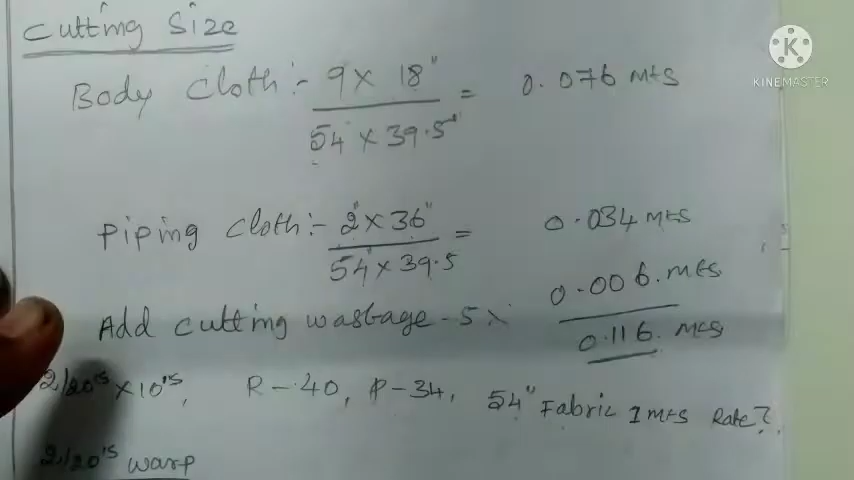 Cutting Size
Body Cloth:- 9 x 18" / 54" x 39.5" = 0.076 mts
Piping Cloth:- 2" x 36" / 54" x 39.5 = 0.034 mts
Add cutting wastage - 5% 0.006. mts
0.116. mts
2/20's x 10's, R - 40, P - 34, 54" Fabric 1 mts Rate?
2/20's warp
K
KINEMASTER